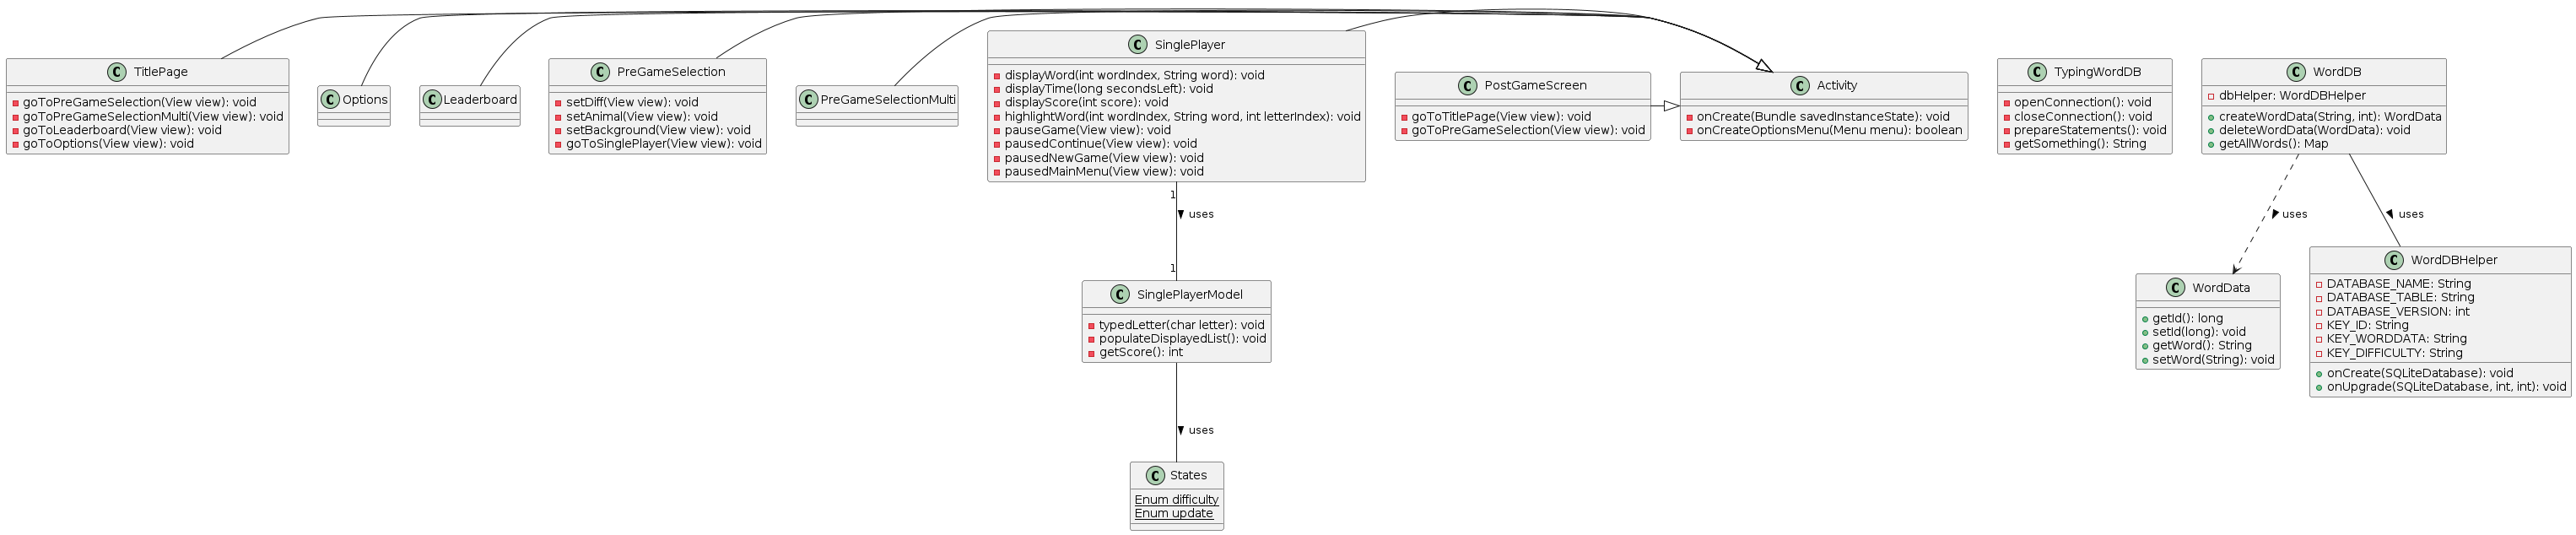 C TitlePage
goToPreGameSelection(View view): void
goToPreGameSelectionMulti(View view): void
goToLeaderboard(View view): void
goToOptions(View view): void
C Options
C Leaderboard
C PreGameSelection
setDiff(View view): void
setAnimal(View view): void
setBackground(View view): void
goToSinglePlayer(View view): void
C PreGameSelectionMulti
C SinglePlayer
displayWord(int wordIndex, String word): void
displayTime(long secondsLeft): void
displayScore(int score): void
highlightWord(int wordIndex, String word, int letterIndex): void
pauseGame(View view): void
pausedContinue(View view): void
pausedNewGame(View view): void
pausedMainMenu(View view): void
C PostGameScreen
goToTitlePage(View view): void
goToPreGameSelection(View view): void
C Activity
onCreate(Bundle savedInstanceState): void
onCreateOptionsMenu(Menu menu): boolean
C TypingWordDB
openConnection(): void
closeConnection(): void
prepareStatements(): void
getSomething(): String
C WordDB
dbHelper: WordDBHelper
createWordData(String, int): WordData
deleteWordData(WordData): void
getAllWords(): Map
1
uses
1
uses
uses
C SinglePlayerModel
typedLetter(char letter): void
populateDisplayedList(): void
getScore(): int
C WordData
getId(): long
setId(long): void
getWord(): String
setWord(String): void
C WordDBHelper
DATABASE_NAME: String
DATABASE_TABLE: String
DATABASE_VERSION: int
KEY_ID: String
KEY_WORDDATA: String
KEY_DIFFICULTY: String
onCreate(SQLiteDatabase): void
onUpgrade(SQLiteDatabase, int, int): void
uses
C States
Enum difficulty
Enum update